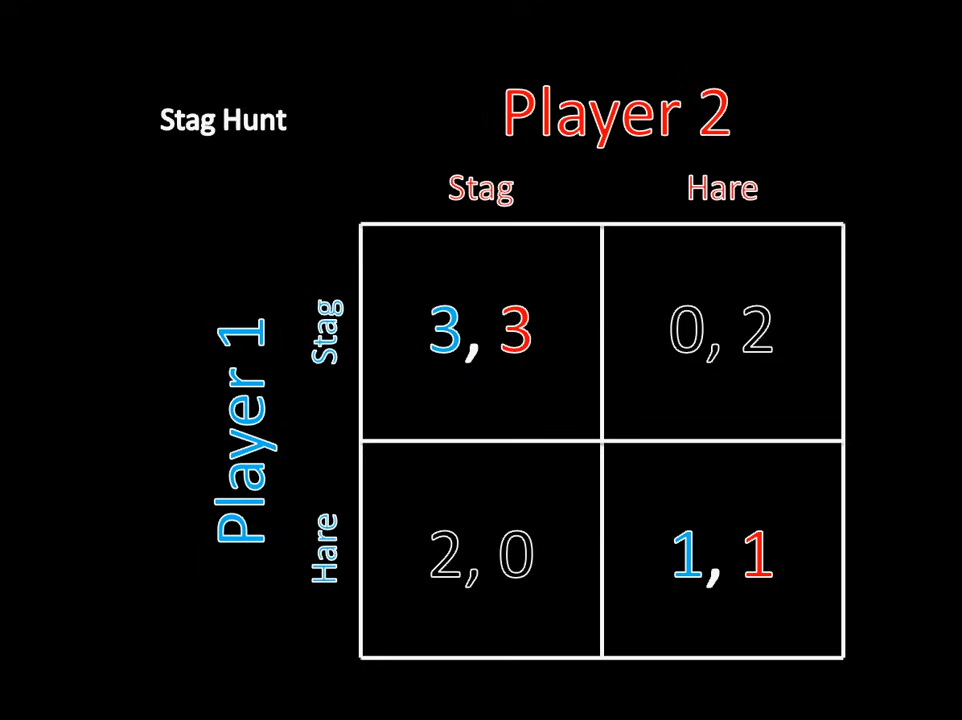 Stag Hunt
Player 2
Stag Hare
Player 1
Stag
3, 3 0, 2
Hare
2, 0 1, 1